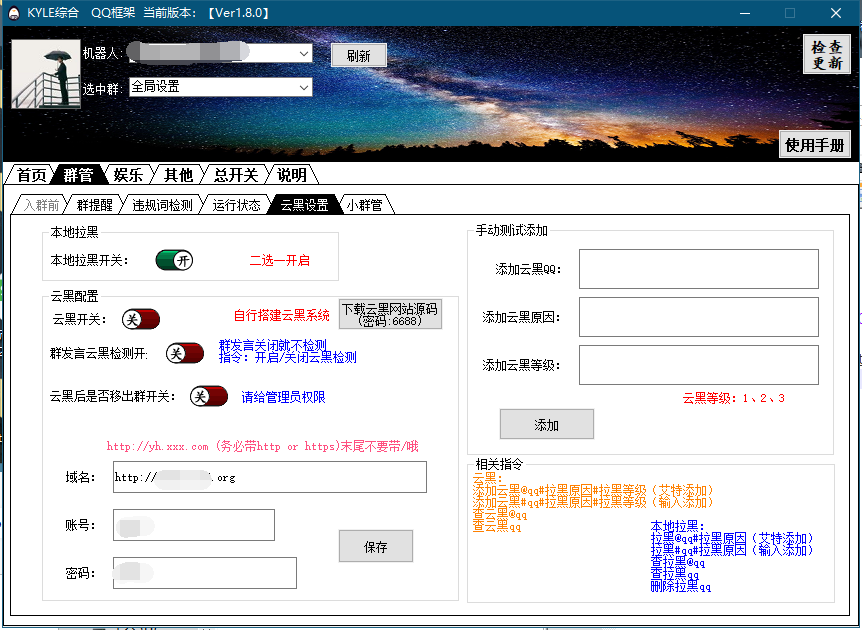 KYLE综合 QQ框架 当前版本：【Ver1.8.0】
机器人:
刷新
检查更新
选中群:
全局设置
使用手册
首页 群管 娱乐 其他 总开关 说明
入群前 群提醒 违规词检测 运行状态 云黑设置 小群管
本地拉黑
本地拉黑开关：
开
二选一开启
云黑配置
云黑开关：
关
自行搭建云黑系统
下载云黑网站源码
(密码:6688)
群发言云黑检测开:
关
群发言关闭就不检测
指令：开启/关闭云黑检测
云黑后是否移出群开关：
关
请给管理员权限
http://yh.xxx.com (务必带http or https)末尾不要带/哦
域名：
http://
.org
账号：
密码：
保存
手动测试添加
添加云黑QQ：
添加云黑原因：
添加云黑等级：
云黑等级：1、2、3
添加
相关指令
云黑：
添加云黑@qq#拉黑原因#拉黑等级（艾特添加）
添加云黑#qq#拉黑原因#拉黑等级（输入添加）
查云黑@qq
查云黑qq
本地拉黑：
拉黑@qq#拉黑原因（艾特添加）
拉黑#qq#拉黑原因（输入添加）
查拉黑@qq
查拉黑qq
删除拉黑qq